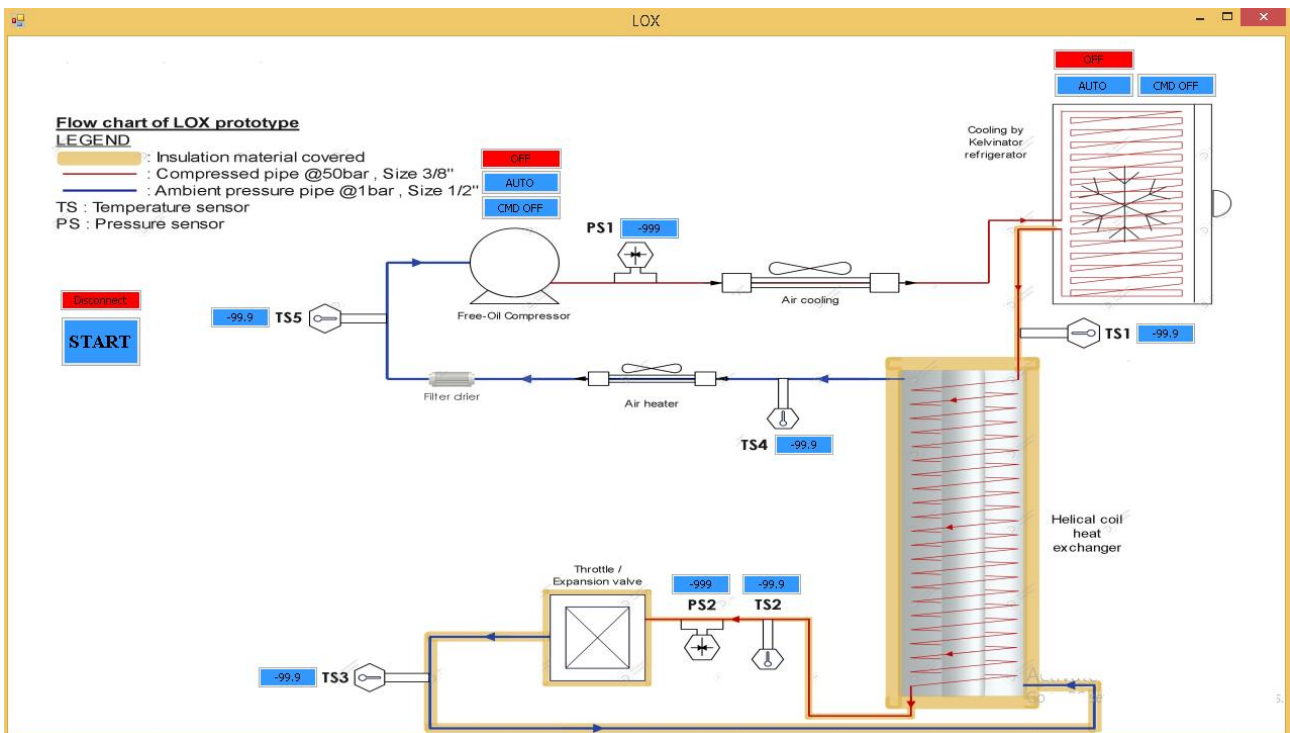 LOX
OFF
AUTO CMD OFF
Flow chart of LOX prototype
LEGEND
: Insulation material covered
: Compressed pipe @50bar , Size 3/8"
: Ambient pressure pipe @1bar , Size 1/2"
TS : Temperature sensor
PS : Pressure sensor
OFF
AUTO
CMD OFF
Cooling by
Kelvinator
refrigerator
PS1 -999
Free-Oil Compressor
Air cooling
Disconnect
START
-99.9 TS5
TS1 -99.9
Filter drier
Air heater
TS4 -99.9
Helical coil
heat
exchanger
Throttle /
Expansion valve
-999 -99.9
PS2 TS2
-99.9 TS3